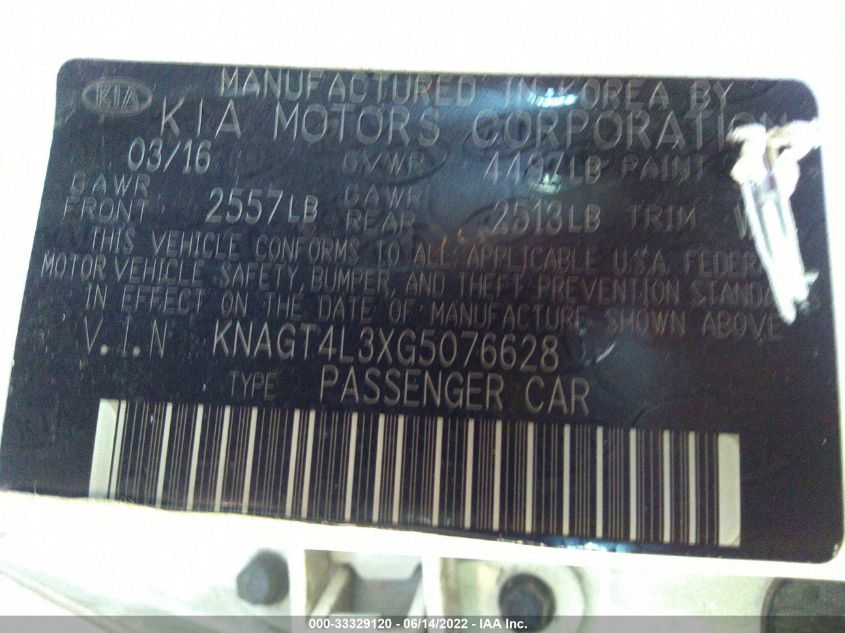 KIA
MANUFACTURED IN KOREA BY
KIA MOTORS CORPORATION
03/16 GVWR 4497LB PAINT
GAWR FRONT 2557LB GAWR REAR 2513LB TRIM
THIS VEHICLE CONFORMS TO ALL APPLICABLE U.S.A. FEDER
MOTOR VEHICLE SAFETY, BUMPER, AND THEFT PREVENTION STANDA
IN EFFECT ON THE DATE OF MANUFACTURE SHOWN ABOVE.
V.I.N KNAGT4L3XG5076628
TYPE PASSENGER CAR
000-33329120 - 06/14/2022 - IAA Inc.